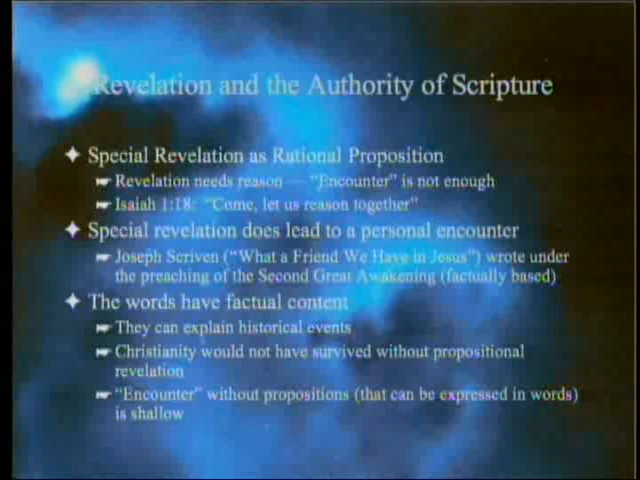 Revelation and the Authority of Scripture
Special Revelation as Rational Proposition
Revelation needs reason — “Encounter” is not enough
Isaiah 1:18: “Come, let us reason together”
Special revelation does lead to a personal encounter
Joseph Scriven (“What a Friend We Have in Jesus”) wrote under
the preaching of the Second Great Awakening (factually based)
The words have factual content
They can explain historical events
Christianity would not have survived without propositional
revelation
“Encounter” without propositions (that can be expressed in words)
is shallow